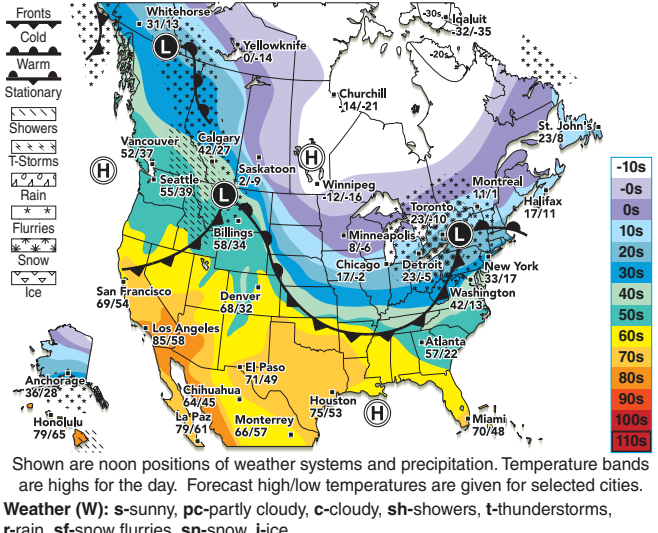 Fronts
Cold
Warm
Stationary
Showers
T-Storms
Rain
Flurries
Snow
Ice
Whitehorse
31/13
L
Yellowknife
0/-14
-30s
Iqaluit
-32/-35
-20s
Churchill
-14/-21
St. John's
23/8
Vancouver
52/37
Calgary
42/27
H
Seattle
55/39
Saskatoon
2/-9
H
Winnipeg
-12/-16
Montreal
11/1
Halifax
17/11
L
Toronto
23/-10
Billings
58/34
Minneapolis
8/-6
L
Chicago
17/-2
Detroit
23/-5
New York
33/17
Washington
42/13
San Francisco
69/54
Denver
68/32
Los Angeles
85/58
Atlanta
57/22
El Paso
71/49
Anchorage
36/28
Chihuahua
64/45
Houston
75/53
H
Honolulu
79/65
La Paz
79/61
Monterrey
66/57
Miami
70/48
-10s
-0s
0s
10s
20s
30s
40s
50s
60s
70s
80s
90s
100s
110s
Shown are noon positions of weather systems and precipitation. Temperature bands
are highs for the day. Forecast high/low temperatures are given for selected cities.
Weather (W): s-sunny, pc-partly cloudy, c-cloudy, sh-showers, t-thunderstorms,
r-rain, sf-snow flurries, sn-snow, i-ice